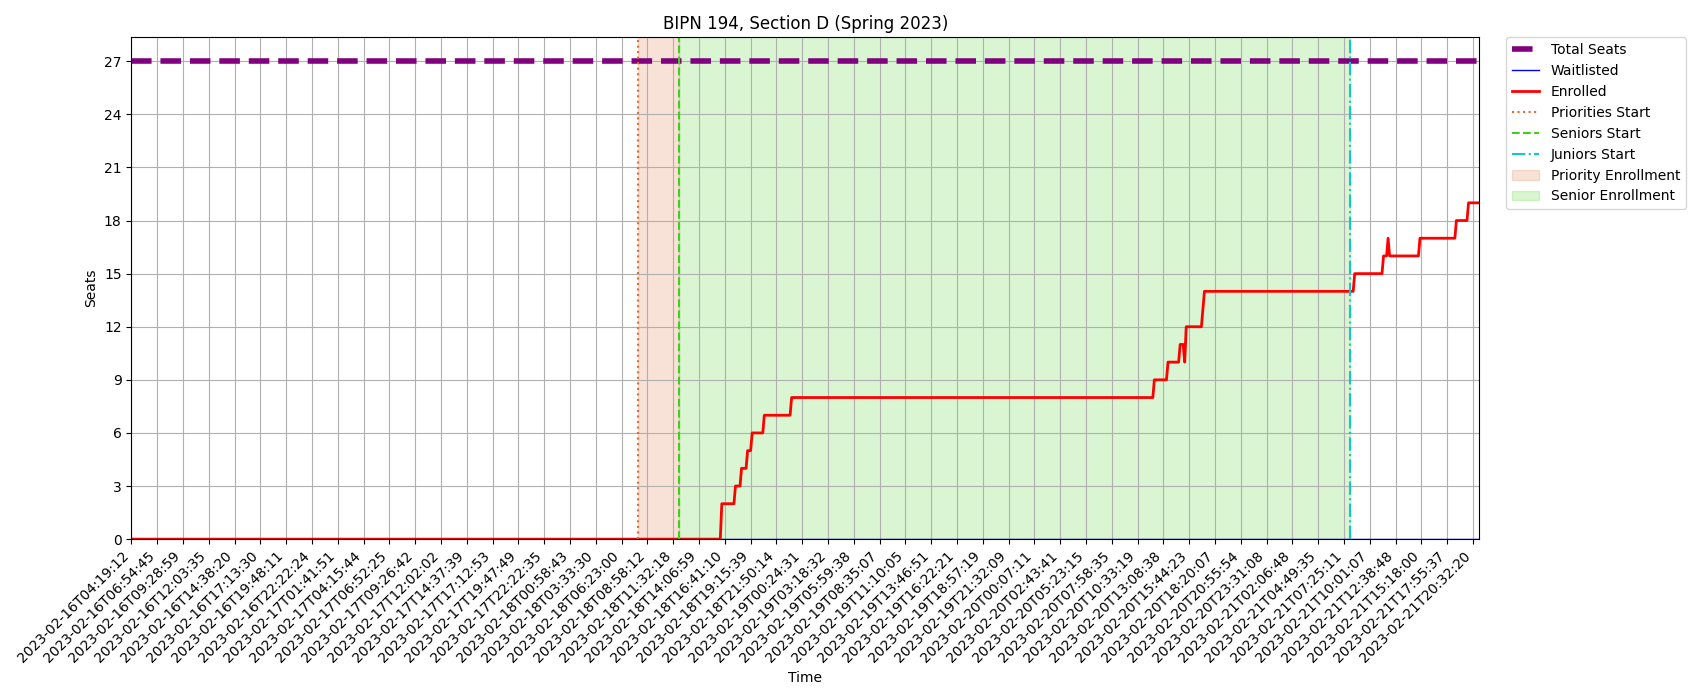 BIPN 194, Section D (Spring 2023)
Total Seats
Waitlisted
Enrolled
Priorities Start
Seniors Start
Juniors Start
Priority Enrollment
Senior Enrollment
Seats
27
24
21
18
15
12
9
6
3
0
2023-02-16T04:19:12
2023-02-16T06:54:45
2023-02-16T09:28:59
2023-02-16T12:03:35
2023-02-16T14:38:20
2023-02-16T17:13:30
2023-02-16T19:48:11
2023-02-16T22:22:24
2023-02-17T01:41:51
2023-02-17T04:15:44
2023-02-17T06:52:25
2023-02-17T09:26:42
2023-02-17T12:02:02
2023-02-17T14:37:39
2023-02-17T17:12:53
2023-02-17T19:47:49
2023-02-17T22:22:35
2023-02-18T00:58:43
2023-02-18T03:33:30
2023-02-18T06:23:00
2023-02-18T08:58:12
2023-02-18T11:32:18
2023-02-18T14:06:59
2023-02-18T16:41:10
2023-02-18T19:15:39
2023-02-18T21:50:14
2023-02-19T00:24:31
2023-02-19T03:18:32
2023-02-19T05:59:38
2023-02-19T08:35:07
2023-02-19T11:10:05
2023-02-19T13:46:51
2023-02-19T16:22:21
2023-02-19T18:57:19
2023-02-19T21:32:09
2023-02-20T00:07:11
2023-02-20T02:43:41
2023-02-20T05:23:15
2023-02-20T07:58:35
2023-02-20T10:33:19
2023-02-20T13:08:38
2023-02-20T15:44:23
2023-02-20T18:20:07
2023-02-20T20:55:54
2023-02-20T23:31:08
2023-02-21T02:06:48
2023-02-21T04:49:35
2023-02-21T07:25:11
2023-02-21T10:01:07
2023-02-21T12:38:48
2023-02-21T15:18:00
2023-02-21T17:55:37
2023-02-21T20:32:20
Time